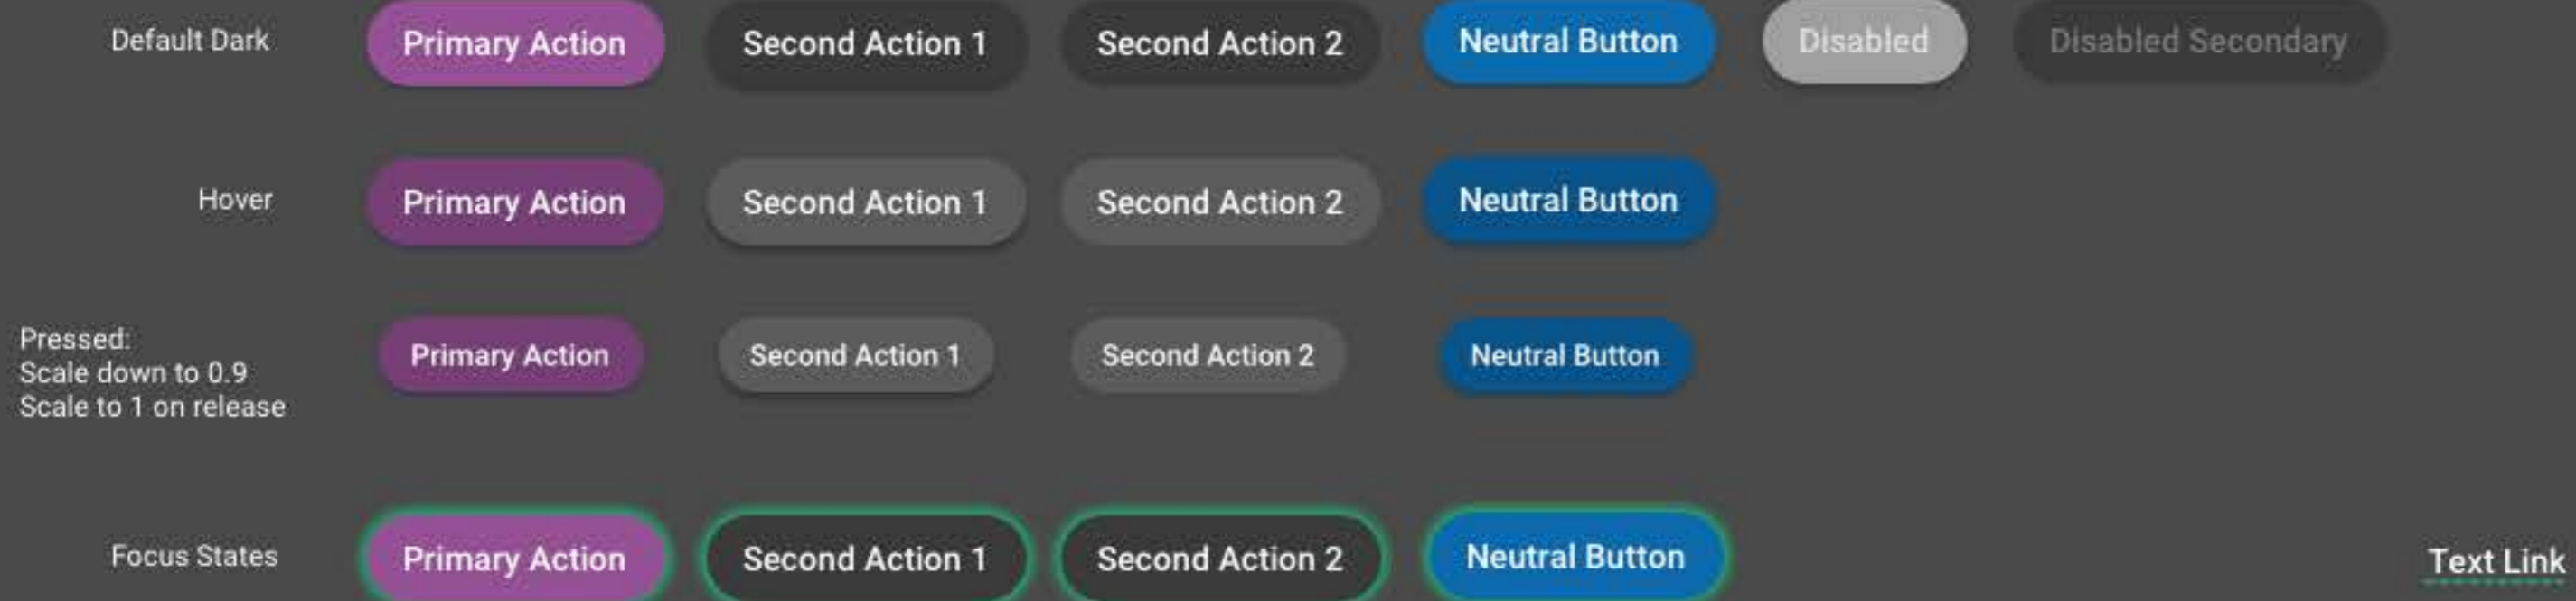 Default Dark
Primary Action
Second Action 1
Second Action 2
Neutral Button
Disabled
Disabled Secondary
Hover
Primary Action
Second Action 1
Second Action 2
Neutral Button
Pressed:
Scale down to 0.9
Scale to 1 on release
Primary Action
Second Action 1
Second Action 2
Neutral Button
Focus States
Primary Action
Second Action 1
Second Action 2
Neutral Button
Text Link